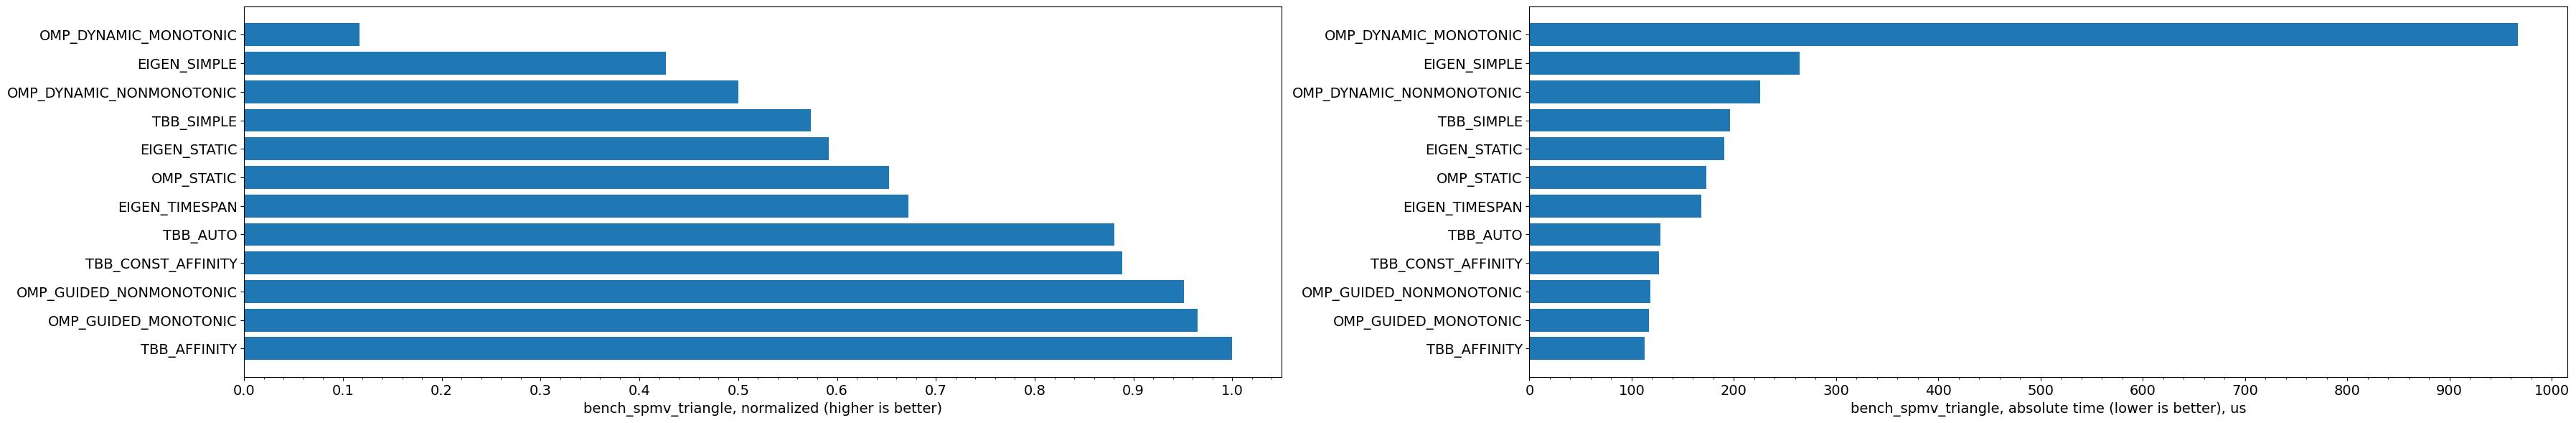 OMP_DYNAMIC_MONOTONIC
EIGEN_SIMPLE
OMP_DYNAMIC_NONMONOTONIC
TBB_SIMPLE
EIGEN_STATIC
OMP_STATIC
EIGEN_TIMESPAN
TBB_AUTO
TBB_CONST_AFFINITY
OMP_GUIDED_NONMONOTONIC
OMP_GUIDED_MONOTONIC
TBB_AFFINITY
0.0 0.1 0.2 0.3 0.4 0.5 0.6 0.7 0.8 0.9 1.0
bench_spmv_triangle, normalized (higher is better)
OMP_DYNAMIC_MONOTONIC
EIGEN_SIMPLE
OMP_DYNAMIC_NONMONOTONIC
TBB_SIMPLE
EIGEN_STATIC
OMP_STATIC
EIGEN_TIMESPAN
TBB_AUTO
TBB_CONST_AFFINITY
OMP_GUIDED_NONMONOTONIC
OMP_GUIDED_MONOTONIC
TBB_AFFINITY
0 100 200 300 400 500 600 700 800 900 1000
bench_spmv_triangle, absolute time (lower is better), us